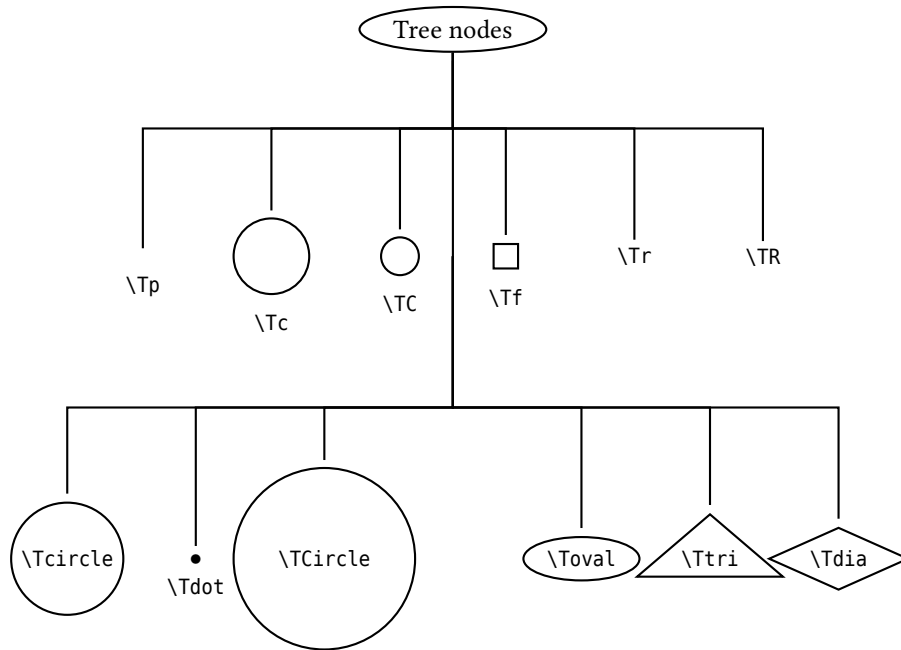 Tree nodes
\Tp
\Tc
\TC
\Tf
\Tr
\TR
\Tcircle
\Tdot
\TCircle
\Toval
\Ttri
\Tdia